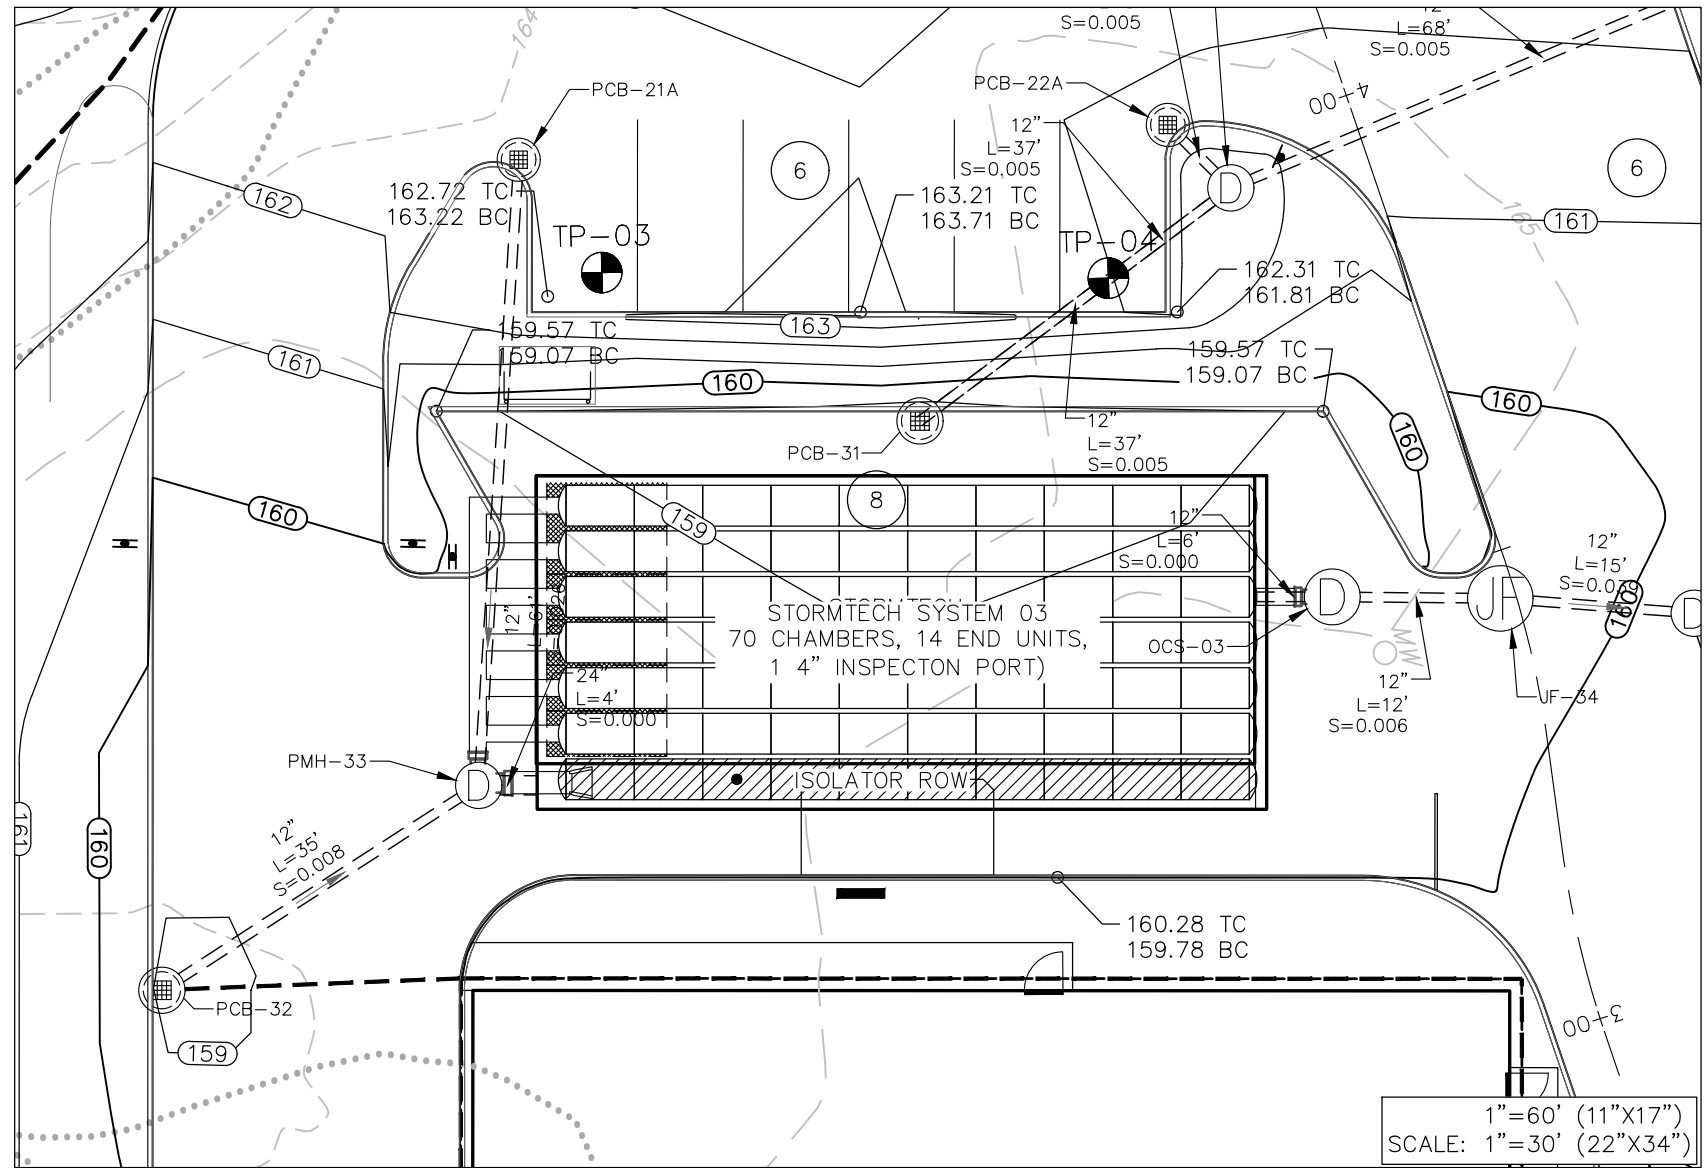 S=0.005
12"
L=68'
S=0.005
164
PCB-21A
PCB-22A
4+00
12"
L=37'
S=0.005
6
6
162
162.72 TC
163.22 BC
163.21 TC
163.71 BC
D
165
161
TP-03
TP-04
162.31 TC
161.81 BC
163
159.57 TC
159.07 BC
161
159.57 TC
159.07 BC
160
160
12"
L=37'
S=0.005
160
PCB-31
8
160
159
12"
L=6'
S=0.000
12"
L=15'
160
D
JF
D
STORMTECH SYSTEM 03
70 CHAMBERS, 14 END UNITS,
1 4" INSPECTON PORT)
12"
L=61'
OCS-03
24"
L=4'
S=0.000
12"
L=12'
S=0.006
JF-34
PMH-33
D
ISOLATOR ROW
161
160
12"
L=35'
S=0.008
160.28 TC
159.78 BC
PCB-32
159
3+00
1"=60' (11"X17")
SCALE: 1"=30' (22"X34")